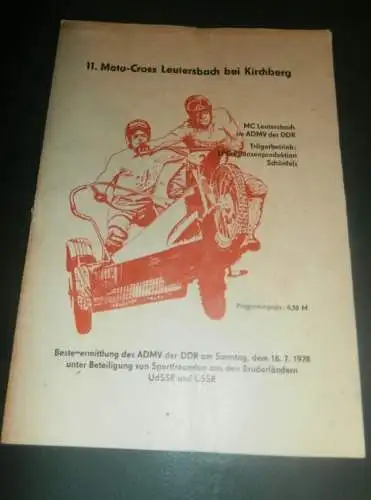 11. Moto-Cross Leutersbach bei Kirchberg
MC Leutersbach
im ADMV der DDR
Trägerbetrieb:
LPG Pflanzenproduktion
Schönfels
Programmpreis: 0,50 M
Bestenermittlung des ADMV der DDR am Sonntag, dem 16. 7. 1978
unter Beteiligung von Sportfreunden aus den Bruderländern
UdSSR und CSSR